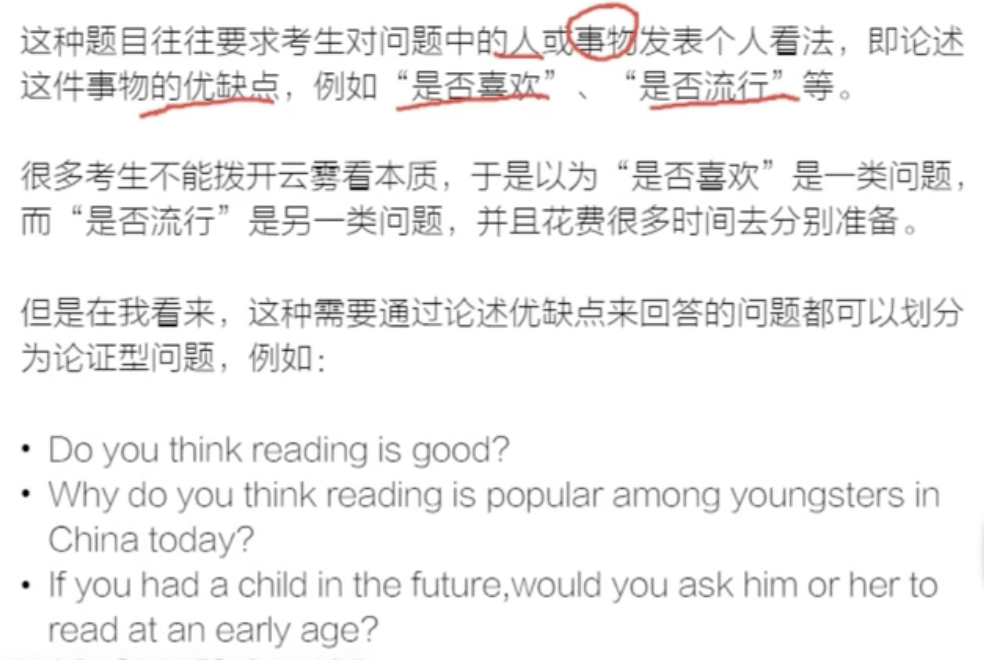 这种题目往往要求考生对问题中的人或事物发表个人看法，即论述
这件事物的优缺点，例如“是否喜欢”、“是否流行”等。
很多考生不能拨开云雾看本质，于是以为“是否喜欢”是一类问题，
而“是否流行”是另一类问题，并且花费很多时间去分别准备。
但是在我看来，这种需要通过论述优缺点来回答的问题都可以划分
为论证型问题，例如：
• Do you think reading is good?
• Why do you think reading is popular among youngsters in
China today?
• If you had a child in the future,would you ask him or her to
read at an early age?